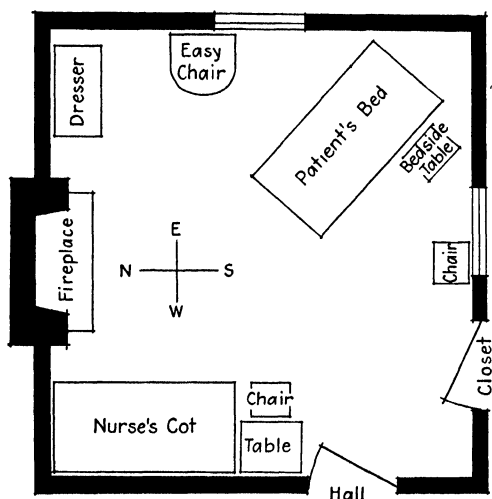 Easy
Chair
Dresser
Patient's Bed
Bedside
Table
Fireplace
E
N
S
W
Chair
Closet
Nurse's Cot
Chair
Table
Hall